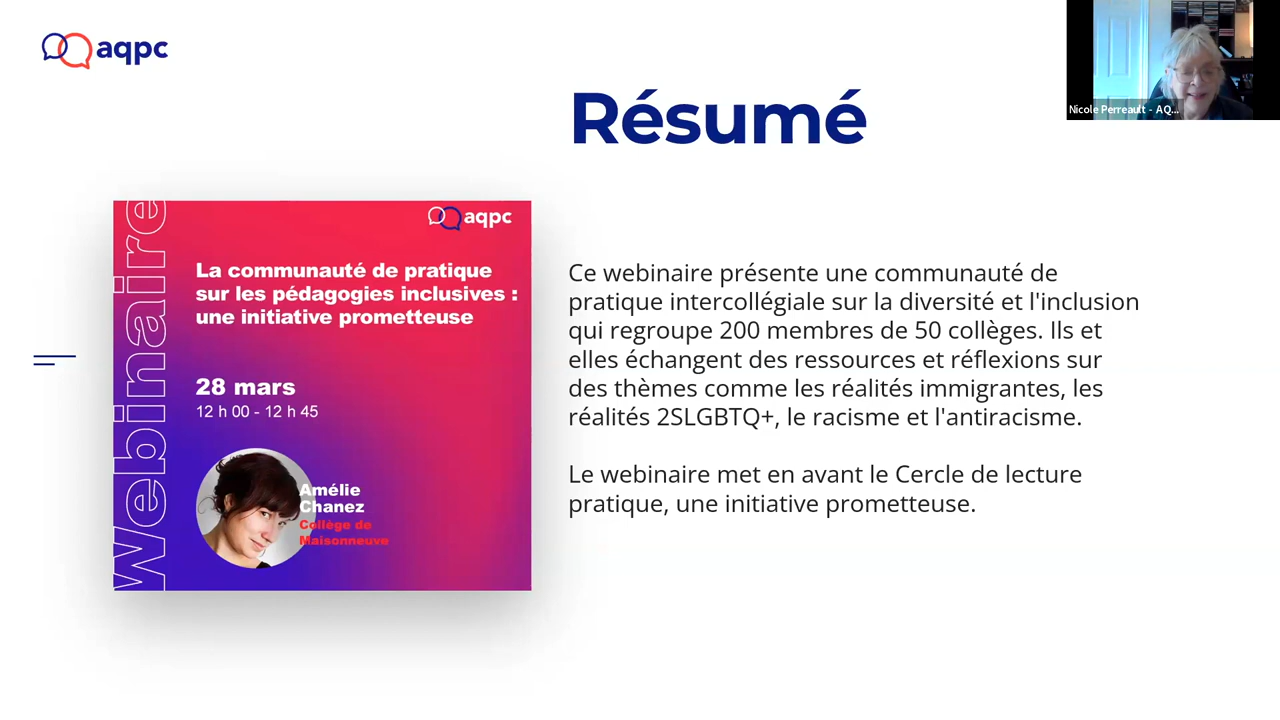 aqpc
Résumé
Nicole Perreault - AQ...
Webinaire
aqpc
La communauté de pratique
sur les pédagogies inclusives :
une initiative prometteuse
28 mars
12 h 00 - 12 h 45
Amélie
Chanez
Collège de
Maisonneuve
Ce webinaire présente une communauté de
pratique intercollégiale sur la diversité et l'inclusion
qui regroupe 200 membres de 50 collèges. Ils et
elles échangent des ressources et réflexions sur
des thèmes comme les réalités immigrantes, les
réalités 2SLGBTQ+, le racisme et l'antiracisme.
Le webinaire met en avant le Cercle de lecture
pratique, une initiative prometteuse.